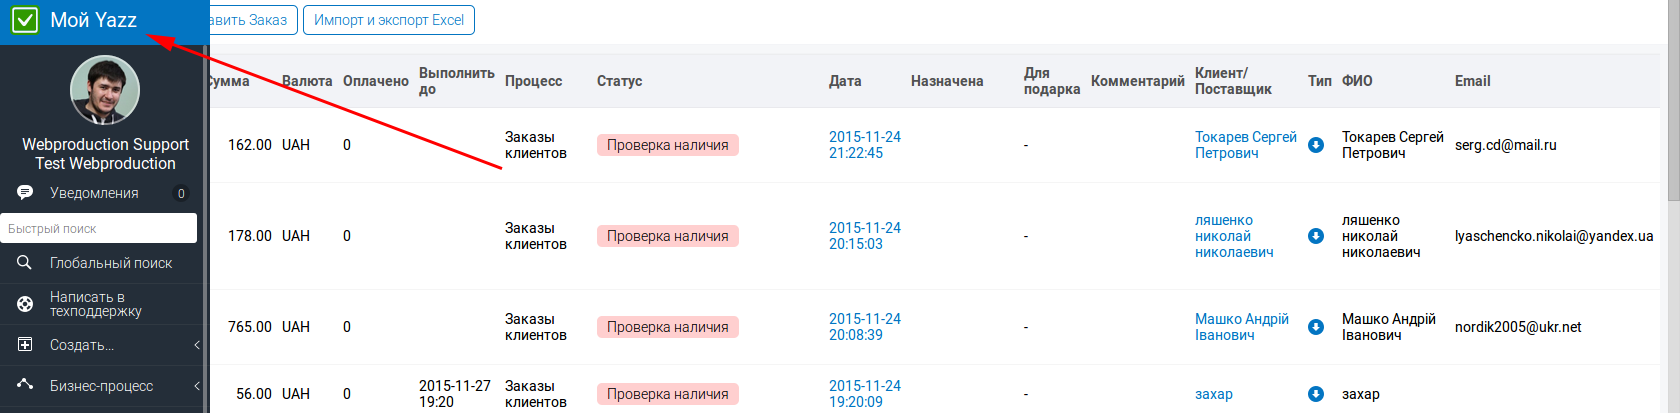 Мой Yazz
авить Заказ
Импорт и экспорт Excel
Webproduction Support
Test Webproduction
Уведомления
0
Быстрый поиск
Глобальный поиск
Написать в
техподдержку
Создать...
Бизнес-процесс
Сумма Валюта Оплачено Выполнить до Процесс Статус Дата Назначена Для подарка Комментарий Клиент/Поставщик Тип ФИО Email
162.00 UAH 0 Заказы клиентов Проверка наличия 2015-11-24 21:22:45 - Токарев Сергей Петрович Токарев Сергей Петрович serg.cd@mail.ru
178.00 UAH 0 Заказы клиентов Проверка наличия 2015-11-24 20:15:03 - ляшенко николай николаевич ляшенко николай николаевич lyaschencko.nikolai@yandex.ua
765.00 UAH 0 Заказы клиентов Проверка наличия 2015-11-24 20:08:39 - Машко Андрій Іванович Машко Андрій Іванович nordik2005@ukr.net
56.00 UAH 0 2015-11-27 19:20 Заказы клиентов Проверка наличия 2015-11-24 19:20:09 - захар захар